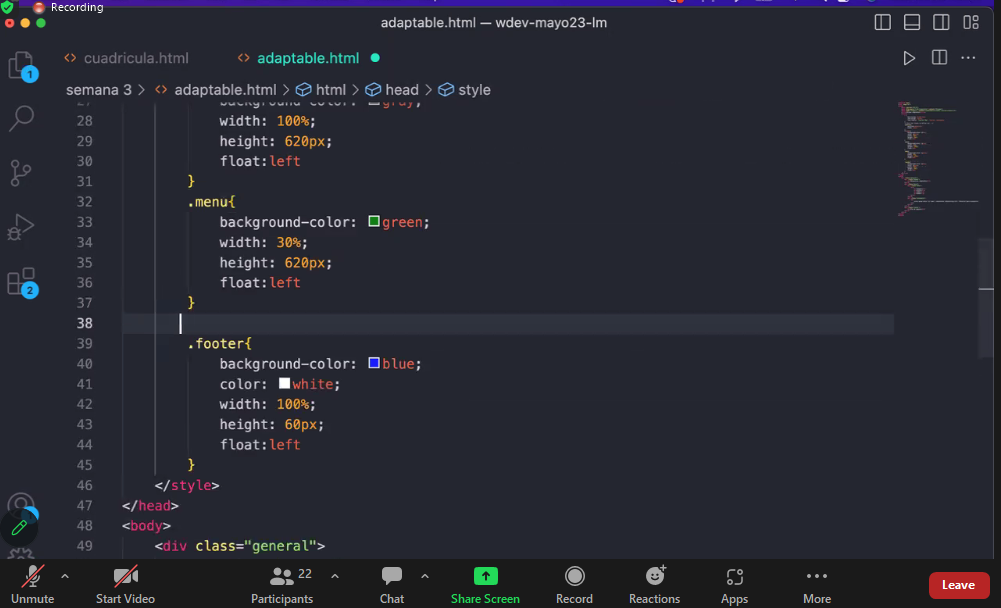 Recording
adaptable.html — wdev-mayo23-lm
cuadricula.html
adaptable.html
semana 3 > adaptable.html > html > head > style
1
2
27 background-color: gray;
28 width: 100%;
29 height: 620px;
30 float:left
31 }
32 .menu{
33 background-color: green;
34 width: 30%;
35 height: 620px;
36 float:left
37 }
38
39 .footer{
40 background-color: blue;
41 color: white;
42 width: 100%;
43 height: 60px;
44 float:left
45 }
46 </style>
47 </head>
48 <body>
49 <div class="general">
Unmute
Start Video
Participants
22
Chat
Share Screen
Record
Reactions
Apps
More
Leave